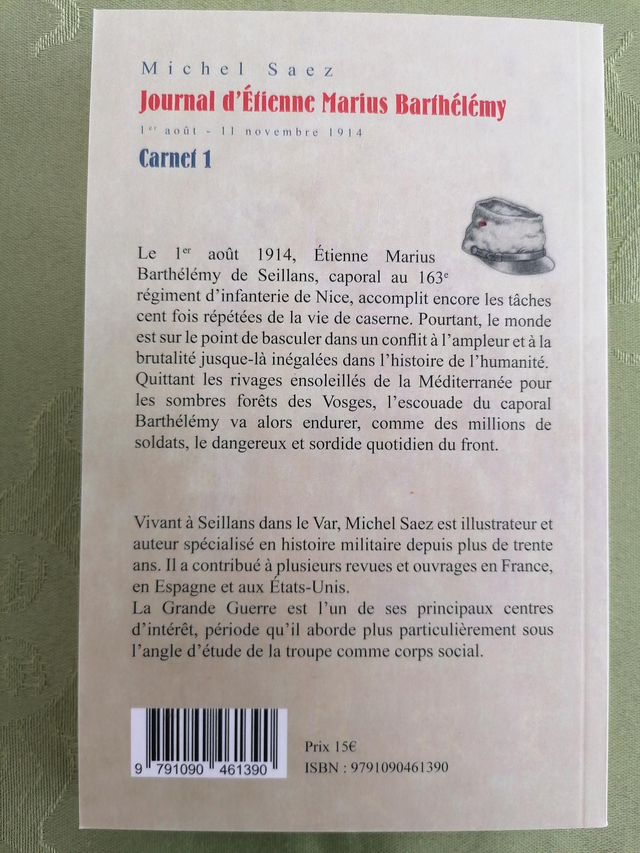 Michel Saez
Journal d'Étienne Marius Barthélémy
1er août - 11 novembre 1914
Carnet 1
Le 1er août 1914, Étienne Marius
Barthélémy de Seillans, caporal au 163e
régiment d'infanterie de Nice, accomplit encore les tâches
cent fois répétées de la vie de caserne. Pourtant, le monde
est sur le point de basculer dans un conflit à l'ampleur et à la
brutalité jusque-là inégalées dans l'histoire de l'humanité.
Quittant les rivages ensoleillés de la Méditerranée pour
les sombres forêts des Vosges, l'escouade du caporal
Barthélémy va alors endurer, comme des millions de
soldats, le dangereux et sordide quotidien du front.
Vivant à Seillans dans le Var, Michel Saez est illustrateur et
auteur spécialisé en histoire militaire depuis plus de trente
ans. Il a contribué à plusieurs revues et ouvrages en France,
en Espagne et aux États-Unis.
La Grande Guerre est l'un de ses principaux centres
d'intérêt, période qu'il aborde plus particulièrement sous
l'angle d'étude de la troupe comme corps social.
Prix 15€
ISBN : 9791090461390
9 791090 461390